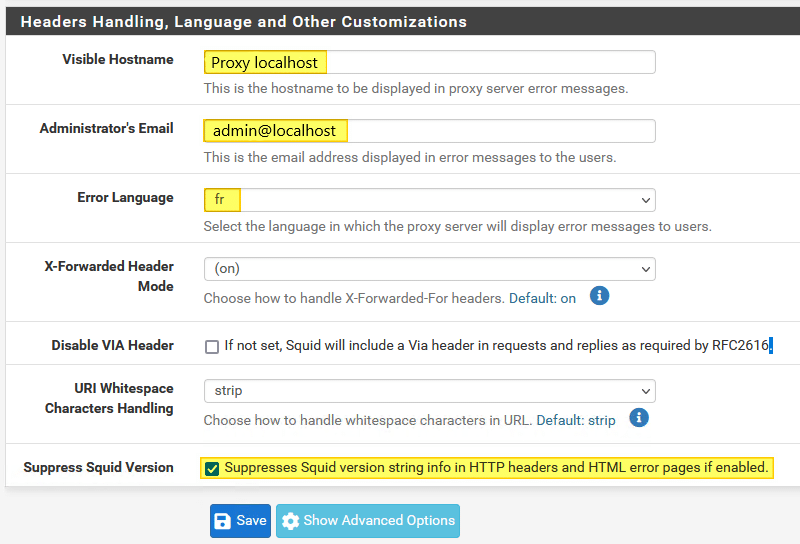 Headers Handling, Language and Other Customizations
Visible Hostname
Proxy localhost
This is the hostname to be displayed in proxy server error messages.
Administrator's Email
admin@localhost
This is the email address displayed in error messages to the users.
Error Language
fr
Select the language in which the proxy server will display error messages to users.
X-Forwarded Header
Mode
(on)
Choose how to handle X-Forwarded-For headers. Default: on
Disable VIA Header
If not set, Squid will include a Via header in requests and replies as required by RFC2616.
URI Whitespace
Characters Handling
strip
Choose how to handle whitespace characters in URL. Default: strip
Suppress Squid Version
Suppresses Squid version string info in HTTP headers and HTML error pages if enabled.
Save
Show Advanced Options